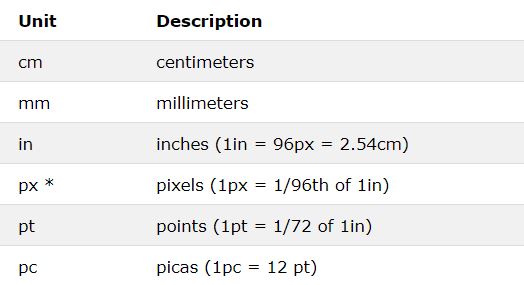 Unit Description
cm centimeters
mm millimeters
in inches (1in = 96px = 2.54cm)
px * pixels (1px = 1/96th of 1in)
pt points (1pt = 1/72 of 1in)
pc picas (1pc = 12 pt)